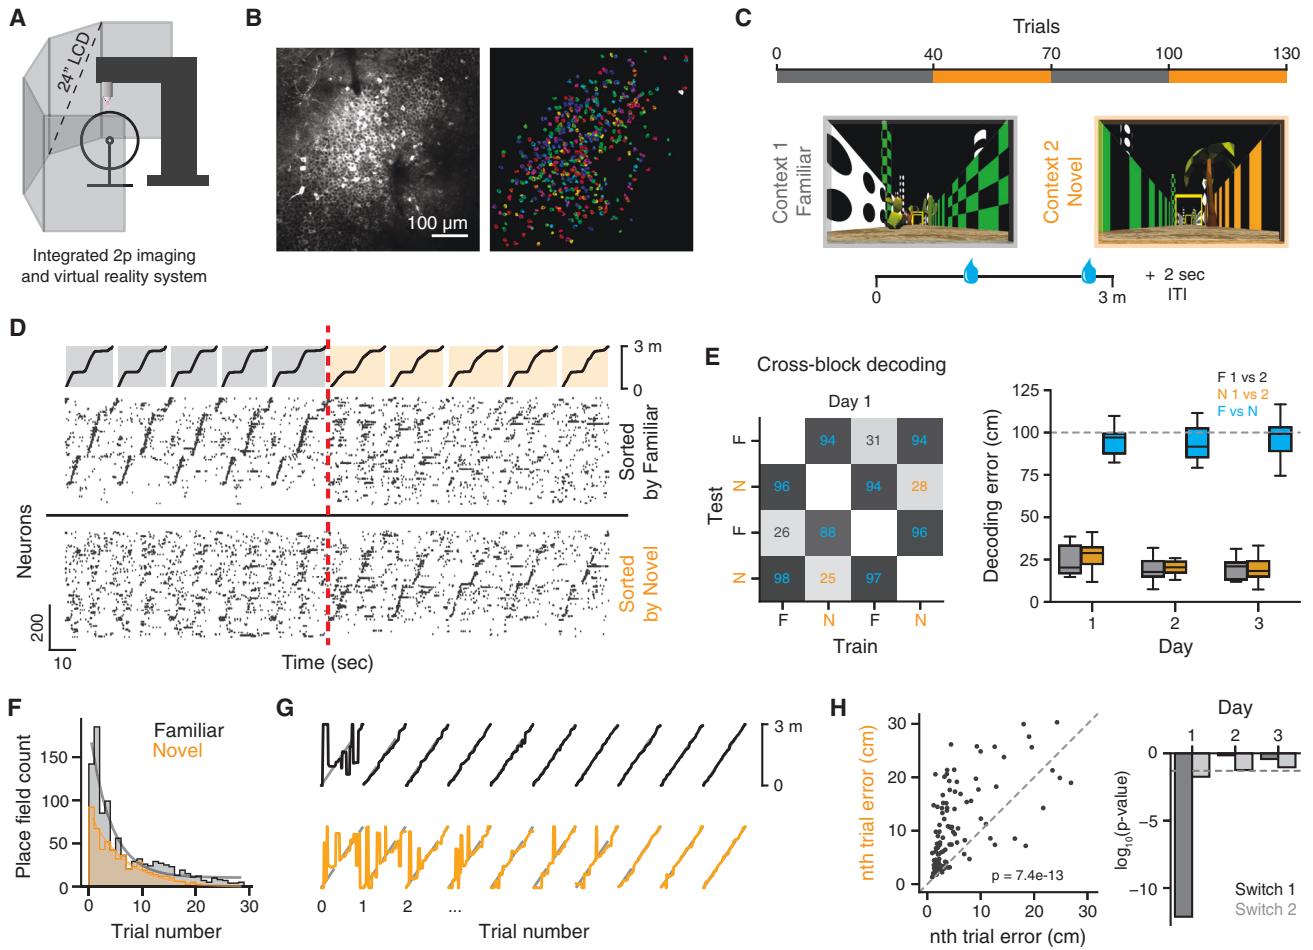 A
24" LCD
Integrated 2p imaging
and virtual reality system
B
100 μm
C
Trials
0 40 70 100 130
Context 1
Familiar
Context 2
Novel
0 3 m
+ 2 sec
ITI
D
3 m
0
Sorted
by Familiar
Neurons
Sorted
by Novel
200
10
Time (sec)
E
Cross-block decoding
Day 1
Test
F 94 31 94
N 96 94 28
F 26 88 96
N 98 25 97
F N F N
Train
F 1 vs 2
N 1 vs 2
F vs N
Decoding error (cm)
125
100
75
50
25
0
1 2 3
Day
F
Familiar
Novel
Place field count
150
100
50
0
0 10 20 30
Trial number
G
3 m
0
0 1 2 ...
Trial number
H
nth trial error (cm)
30
20
10
0
p = 7.4e-13
0 10 20 30
nth trial error (cm)
Day
1 2 3
log10(p-value)
0
−5
−10
Switch 1
Switch 2